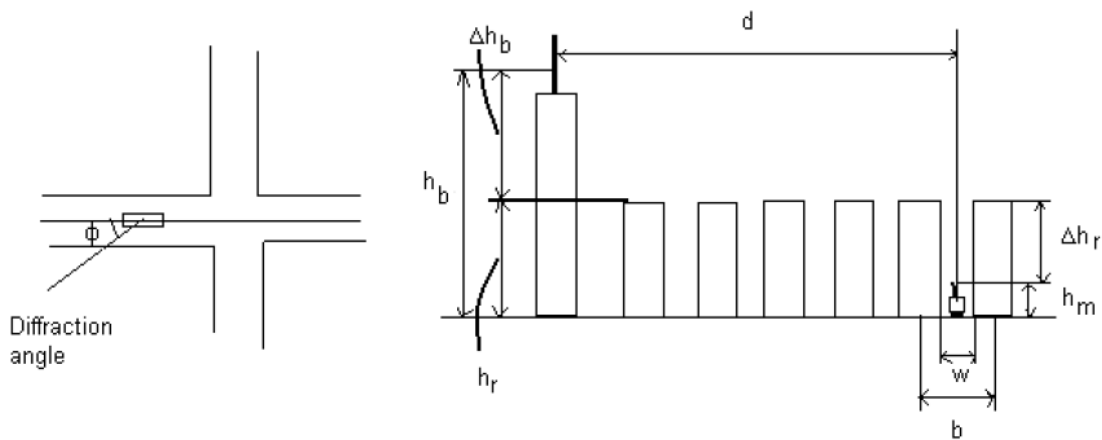 Φ
Diffraction
angle
Δh_b
d
h_b
h_r
Δh_r
h_m
w
b